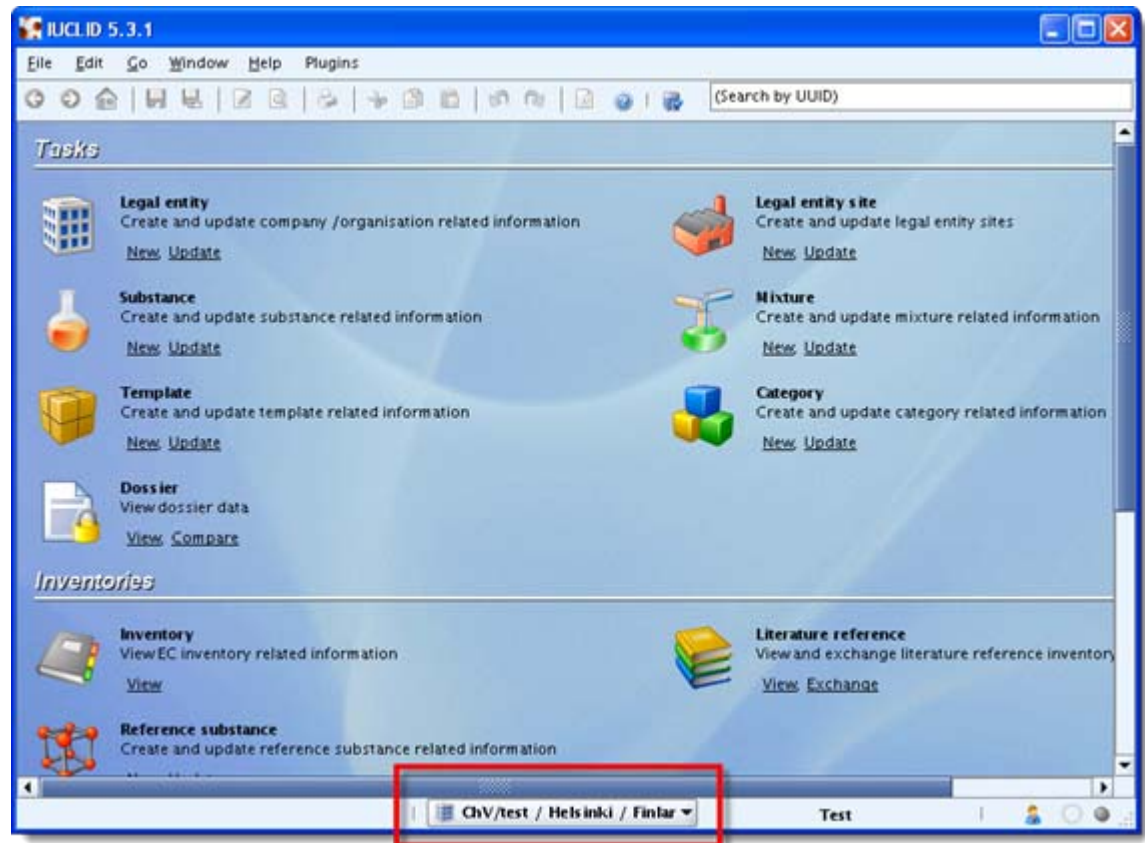 IUCLID 5.3.1
File Edit Go Window Help Plugins
(Search by UUID)
Tasks
Legal entity
Create and update company /organisation related information
New, Update
Legal entity site
Create and update legal entity sites
New, Update
Substance
Create and update substance related information
New, Update
Mixture
Create and update mixture related information
New, Update
Template
Create and update template related information
New, Update
Category
Create and update category related information
New, Update
Dossier
View dossier data
View, Compare
Inventories
Inventory
View EC inventory related information
View
Literature reference
View and exchange literature reference inventory
View, Exchange
Reference substance
Create and update reference substance related information
ChV/test / Helsinki / Finlar
Test